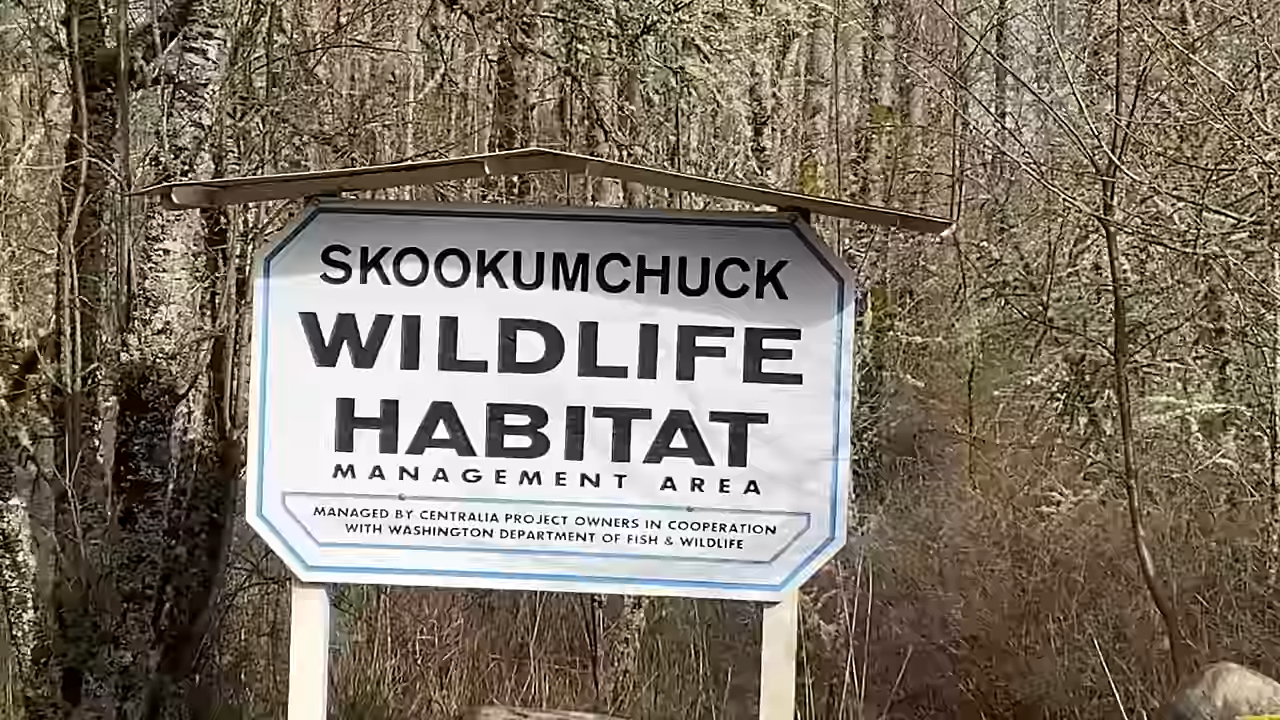 SKOOKUMCHUCK
WILDLIFE
HABITAT
MANAGEMENT AREA
MANAGED BY CENTRALIA PROJECT OWNERS IN COOPERATION
WITH WASHINGTON DEPARTMENT OF FISH & WILDLIFE